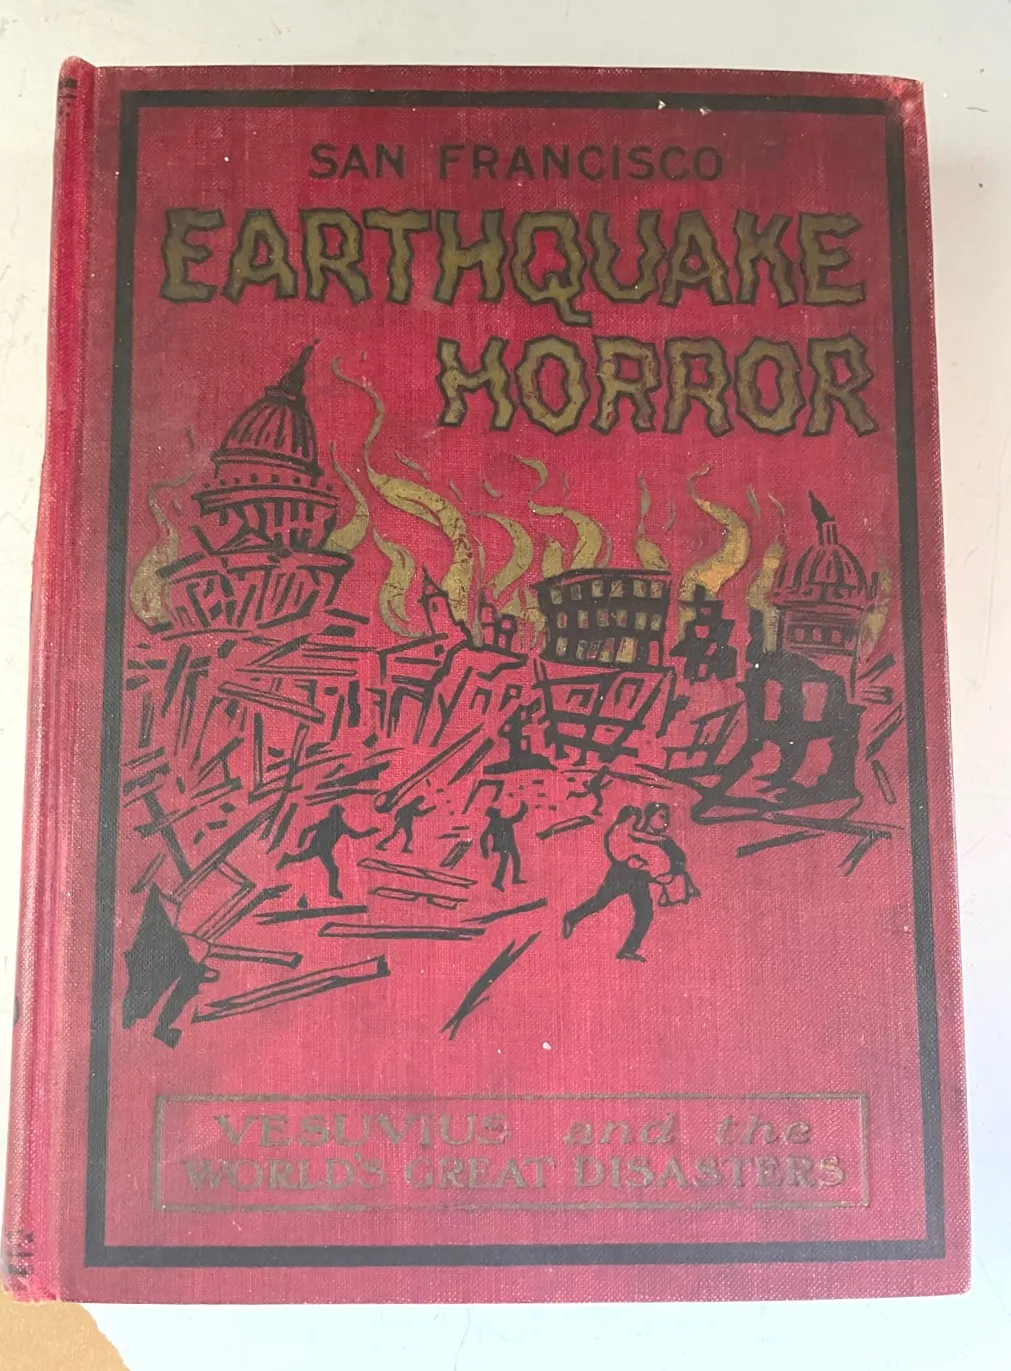 SAN FRANCISCO
EARTHQUAKE
HORROR
VESUVIUS and the
WORLD'S GREAT DISASTERS